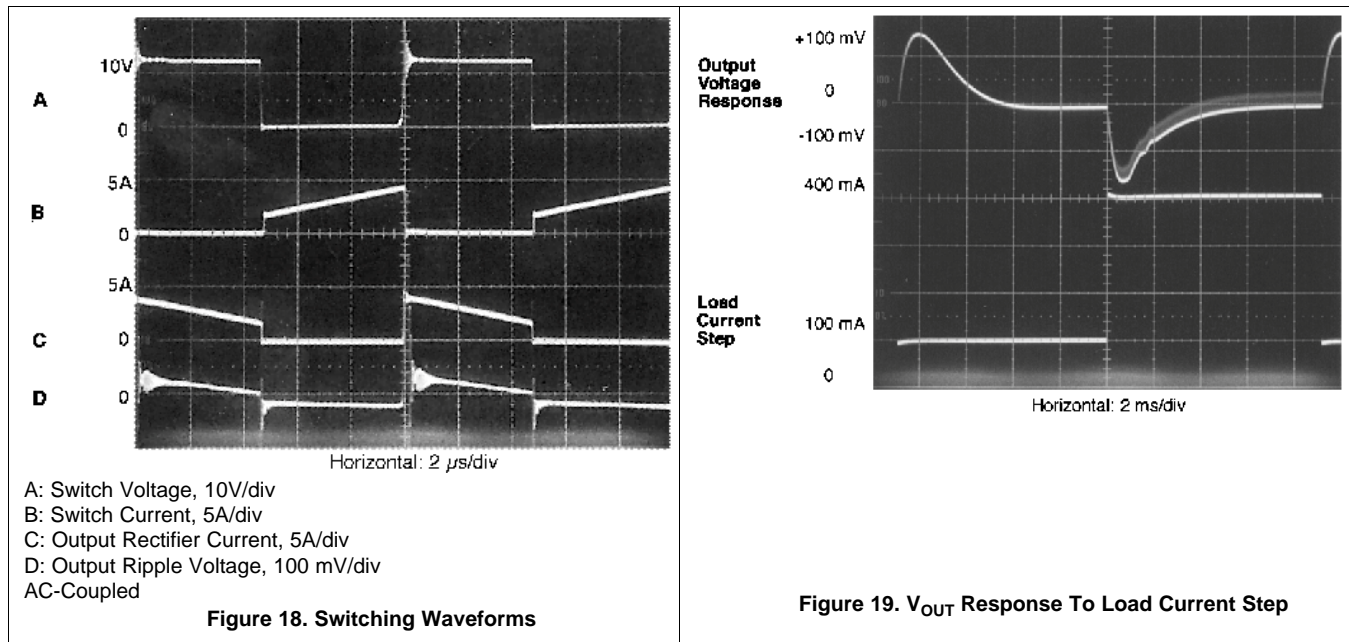 10V
A
0
5A
B
0
5A
C
0
D
0
Horizontal: 2 μs/div
A: Switch Voltage, 10V/div
B: Switch Current, 5A/div
C: Output Rectifier Current, 5A/div
D: Output Ripple Voltage, 100 mV/div
AC-Coupled
Figure 18. Switching Waveforms
+100 mV
Output
Voltage
Response
0
-100 mV
400 mA
Load
Current
Step
100 mA
0
Horizontal: 2 ms/div
Figure 19. VOUT Response To Load Current Step